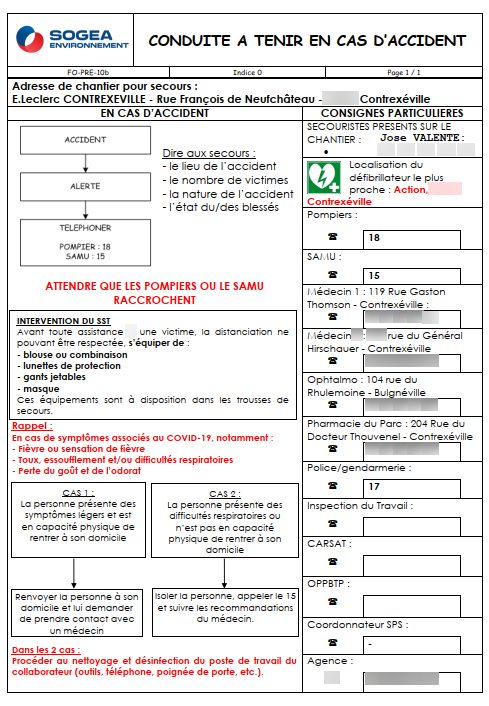 SOGEA
ENVIRONNEMENT
CONDUITE A TENIR EN CAS D'ACCIDENT
FO-PRE-10b
Indice 0
Page 1 / 1
Adresse de chantier pour secours :
E.Leclerc CONTREXEVILLE - Rue François de Neufchâteau - Contrexéville
EN CAS D'ACCIDENT
ACCIDENT
ALERTE
TELEPHONER
POMPIER : 18
SAMU : 15
Dire aux secours :
- le lieu de l'accident
- le nombre de victimes
- la nature de l'accident
- l'état du/des blessés
ATTENDRE QUE LES POMPIERS OU LE SAMU
RACCROCHENT
INTERVENTION DU SST
Avant toute assistance une victime, la distanciation ne
pouvant être respectée, s'équiper de :
- blouse ou combinaison
- lunettes de protection
- gants jetables
- masque
Ces équipements sont à disposition dans les trousses de
secours.
Rappel :
En cas de symptômes associés au COVID-19, notamment :
- Fièvre ou sensation de fièvre
- Toux, essoufflement et/ou difficultés respiratoires
- Perte du goût et de l'odorat
CAS 1 :
La personne présente des
symptômes légers et est
en capacité physique de
rentrer à son domicile
CAS 2 :
La personne présente des
difficultés respiratoires ou
n'est pas en capacité
physique de rentrer à son
domicile
Renvoyer la personne à son
domicile et lui demander
de prendre contact avec
un médecin
Isoler la personne, appeler le 15
et suivre les recommandations
du médecin.
Dans les 2 cas :
Procéder au nettoyage et désinfection du poste de travail du
collaborateur (outils, téléphone, poignée de porte, etc.).
CONSIGNES PARTICULIERES
SECOURISTES PRESENTS SUR LE
CHANTIER : Jose VALENTE:
Localisation du
défibrillateur le plus
proche : Action,
Contrexéville
Pompiers :
18
SAMU :
15
Médecin 1 : 119 Rue Gaston
Thomson - Contrexéville :
Médecin : rue du Général
Hirschauer - Contrexéville
Ophtalmo : 104 rue du
Rhulemoine - Bulgnéville
Pharmacie du Parc : 204 Rue du
Docteur Thouvenel - Contrexéville
Police/gendarmerie :
17
Inspection du Travail :
CARSAT :
OPPBTP :
Coordonnateur SPS :
-
Agence :